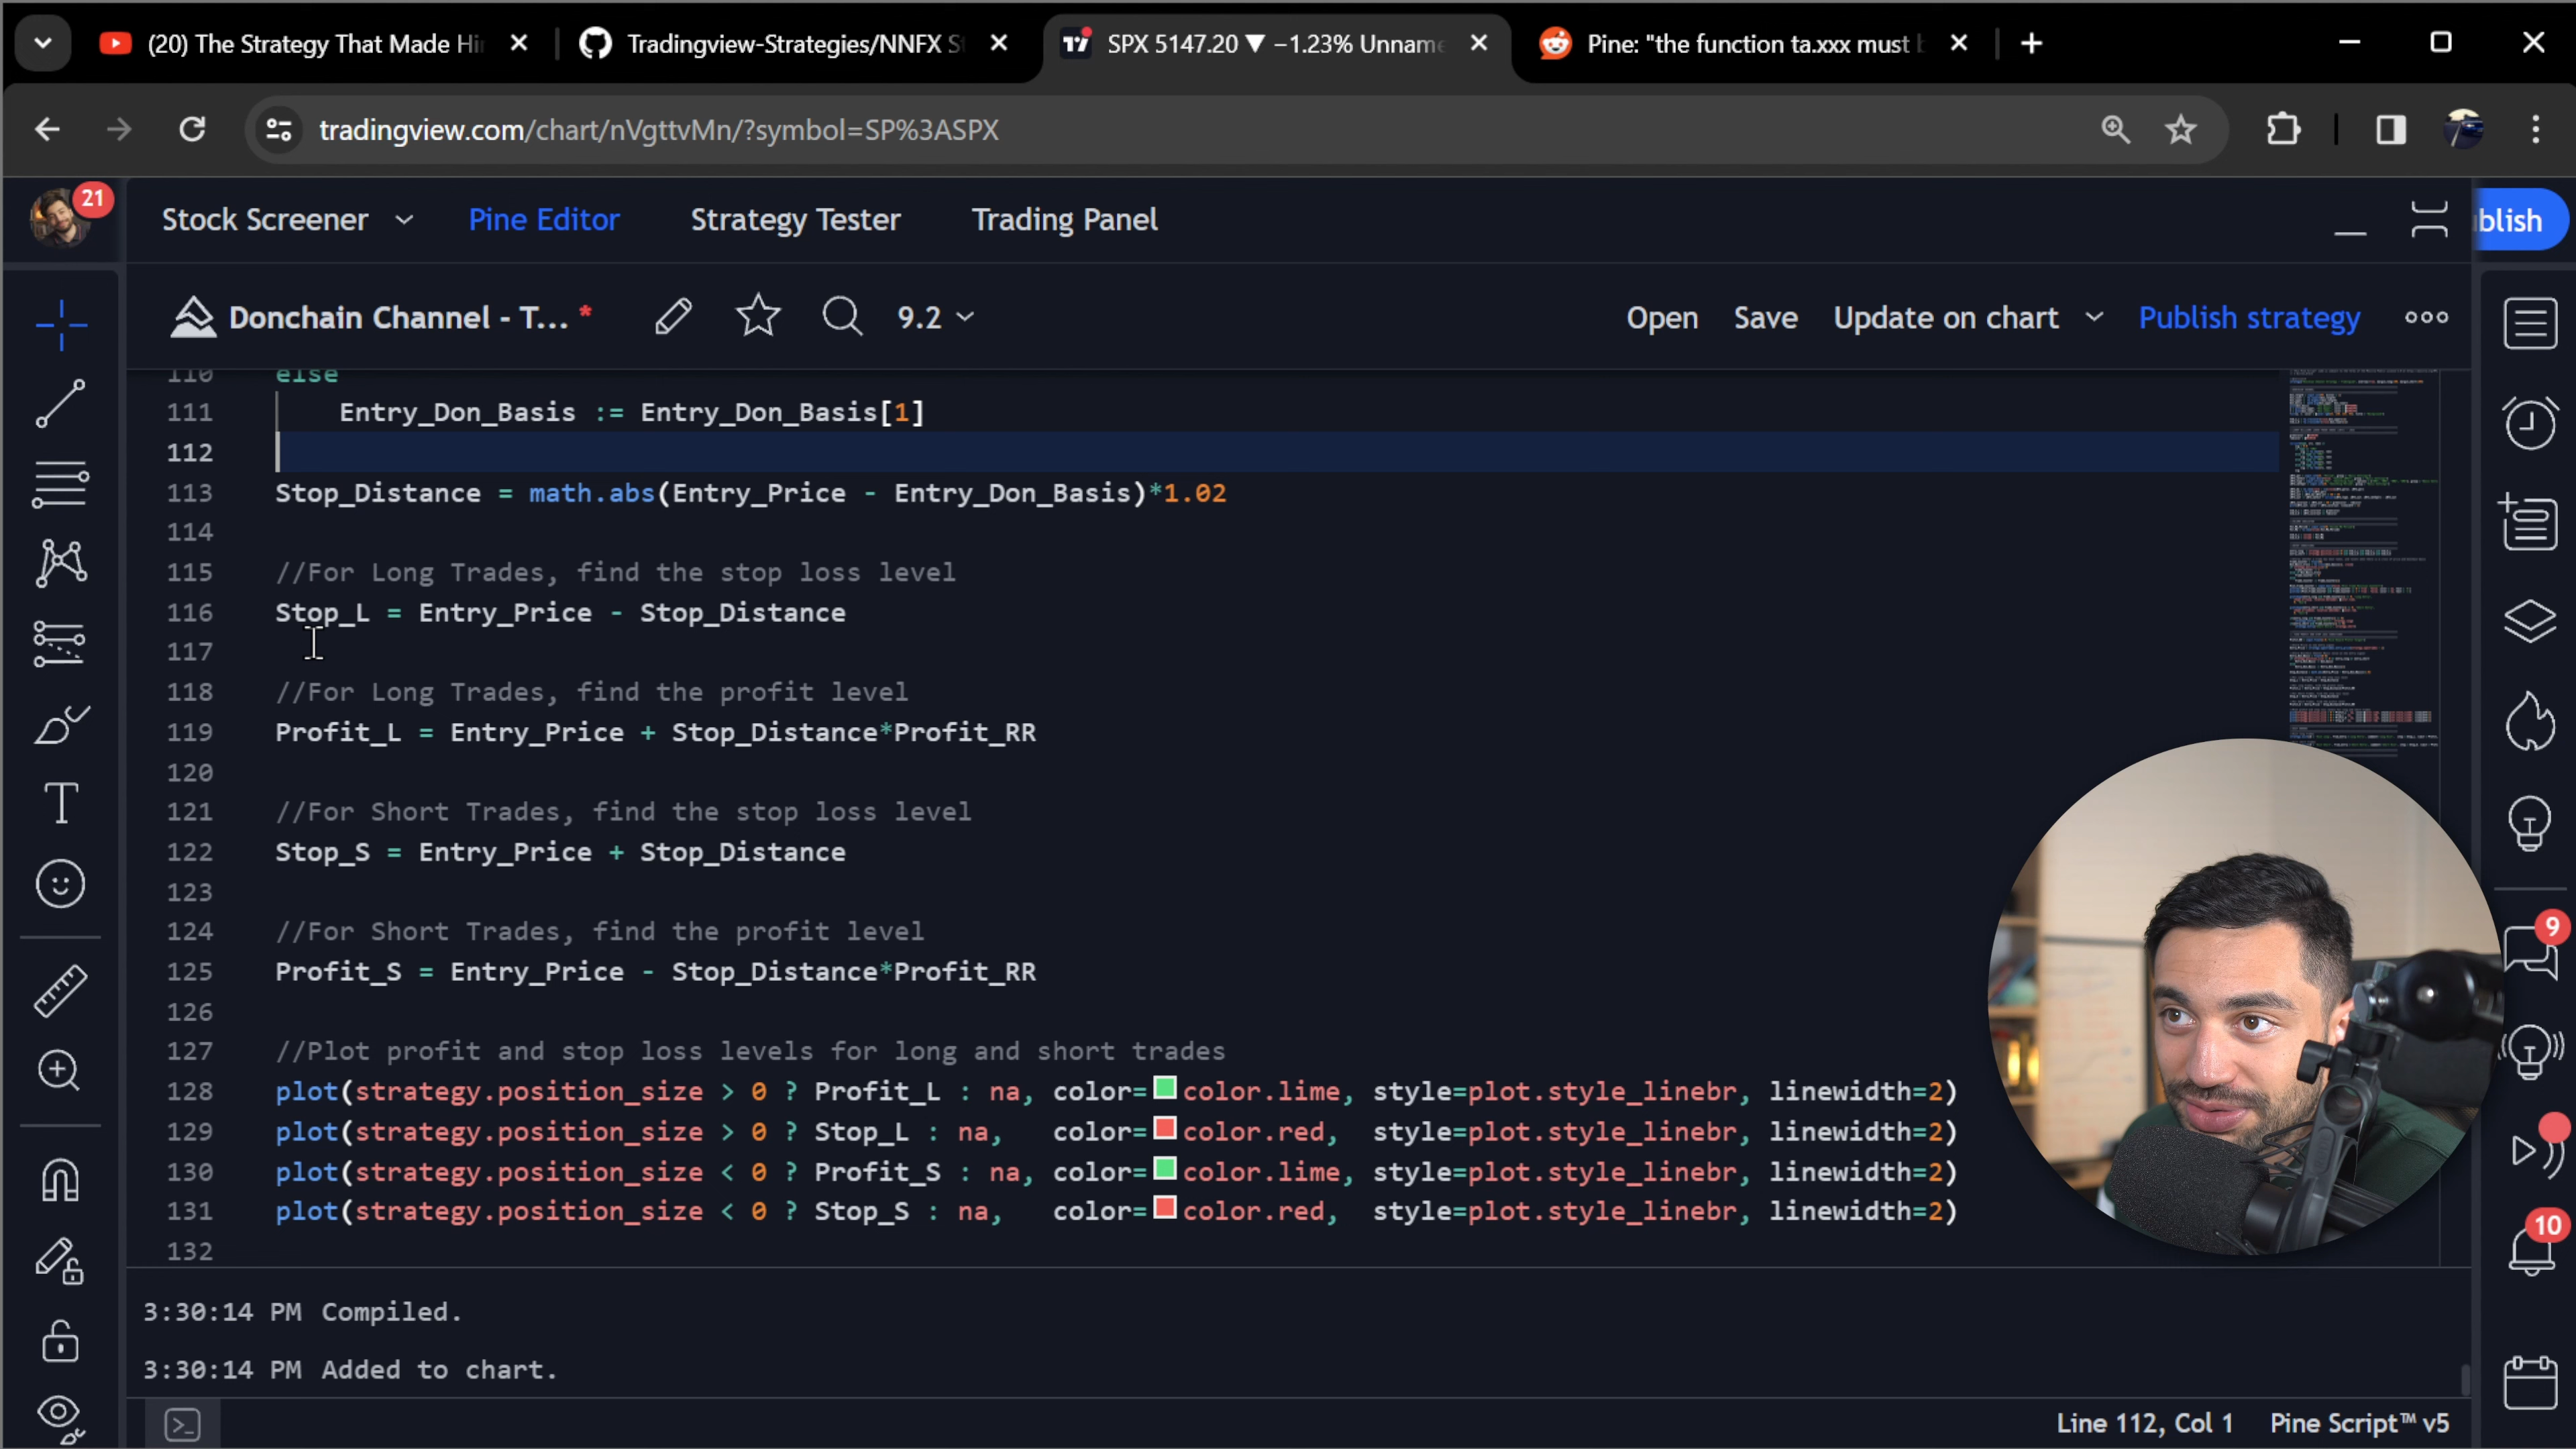 (20) The Strategy That Made Hi
Tradingview-Strategies/NNFX S
SPX 5147.20 ▼ −1.23% Unname
Pine: "the function ta.xxx must b
tradingview.com/chart/nVgttvMn/?symbol=SP%3ASPX
21
Stock Screener
Pine Editor
Strategy Tester
Trading Panel
blish
Donchain Channel - T... *
9.2
Open
Save
Update on chart
Publish strategy
110 else
111 Entry_Don_Basis := Entry_Don_Basis[1]
112
113 Stop_Distance = math.abs(Entry_Price - Entry_Don_Basis)*1.02
114
115 //For Long Trades, find the stop loss level
116 Stop_L = Entry_Price - Stop_Distance
117
118 //For Long Trades, find the profit level
119 Profit_L = Entry_Price + Stop_Distance*Profit_RR
120
121 //For Short Trades, find the stop loss level
122 Stop_S = Entry_Price + Stop_Distance
123
124 //For Short Trades, find the profit level
125 Profit_S = Entry_Price - Stop_Distance*Profit_RR
126
127 //Plot profit and stop loss levels for long and short trades
128 plot(strategy.position_size > 0 ? Profit_L : na, color=color.lime, style=plot.style_linebr, linewidth=2)
129 plot(strategy.position_size > 0 ? Stop_L : na, color=color.red, style=plot.style_linebr, linewidth=2)
130 plot(strategy.position_size < 0 ? Profit_S : na, color=color.lime, style=plot.style_linebr, linewidth=2)
131 plot(strategy.position_size < 0 ? Stop_S : na, color=color.red, style=plot.style_linebr, linewidth=2)
132
9
10
3:30:14 PM Compiled.
3:30:14 PM Added to chart.
Line 112, Col 1
Pine Script™ v5